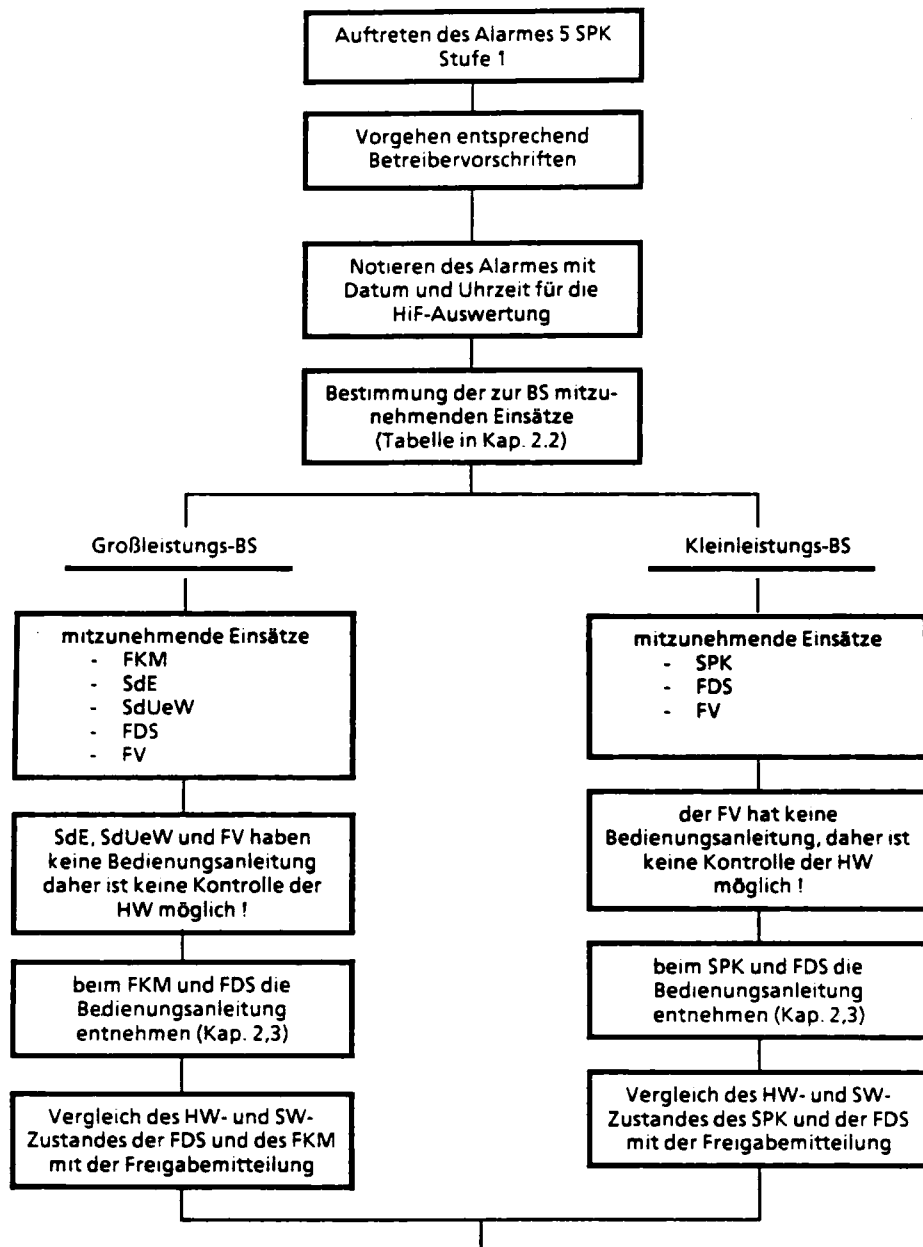 Auftreten des Alarmes 5 SPK
Stufe 1
Vorgehen entsprechend
Betreibervorschriften
Notieren des Alarmes mit
Datum und Uhrzeit für die
HiF-Auswertung
Bestimmung der zur BS mitzu-
nehmenden Einsätze
(Tabelle in Kap. 2.2)
Großleistungs-BS
mitzunehmende Einsätze
- FKM
- SdE
- SdUeW
- FDS
- FV
SdE, SdUeW und FV haben
keine Bedienungsanleitung
daher ist keine Kontrolle der
HW möglich !
beim FKM und FDS die
Bedienungsanleitung
entnehmen (Kap. 2,3)
Vergleich des HW- und SW-
Zustandes der FDS und des FKM
mit der Freigabemitteilung
Kleinleistungs-BS
mitzunehmende Einsätze
- SPK
- FDS
- FV
der FV hat keine
Bedienungsanleitung, daher ist
keine Kontrolle der HW
möglich !
beim SPK und FDS die
Bedienungsanleitung
entnehmen (Kap. 2,3)
Vergleich des HW- und SW-
Zustandes des SPK und der FDS
mit der Freigabemitteilung